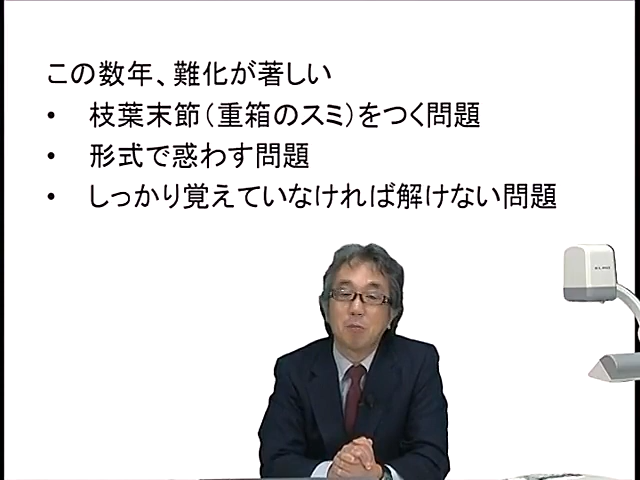 この数年、難化が著しい
• 枝葉末節(重箱のスミ)をつく問題
• 形式で惑わす問題
• しっかり覚えていなければ解けない問題
ELMO